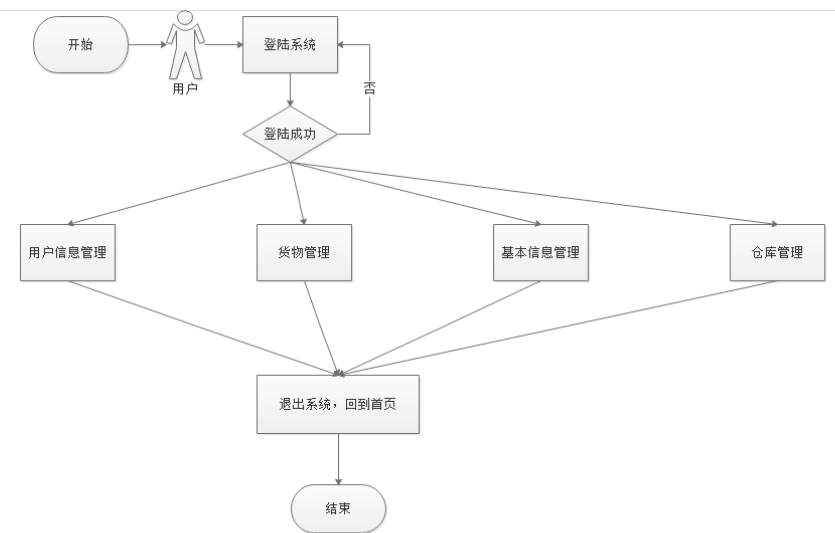 开始
用户
登陆系统
否
登陆成功
用户信息管理
货物管理
基本信息管理
仓库管理
退出系统，回到首页
结束